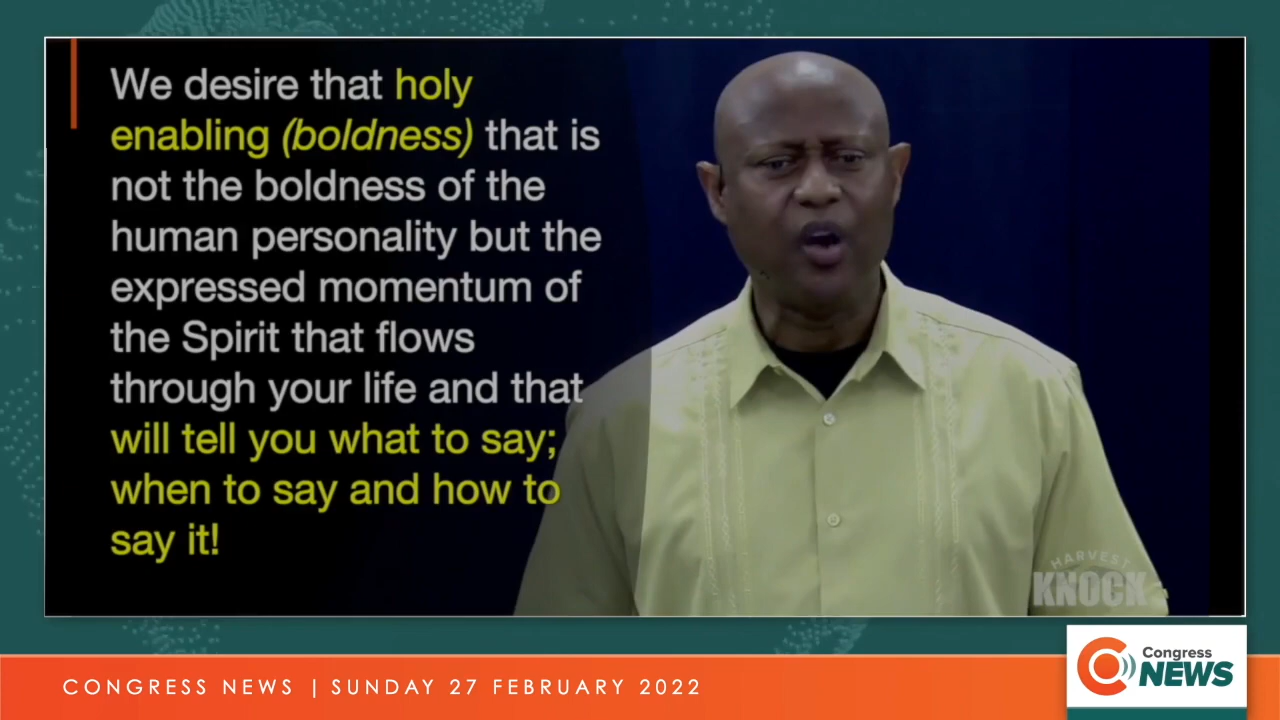 We desire that holy
enabling (boldness) that is
not the boldness of the
human personality but the
expressed momentum of
the Spirit that flows
through your life and that
will tell you what to say;
when to say and how to
say it!
HARVEST
KNOCK
CONGRESS NEWS | SUNDAY 27 FEBRUARY 2022
Congress
NEWS